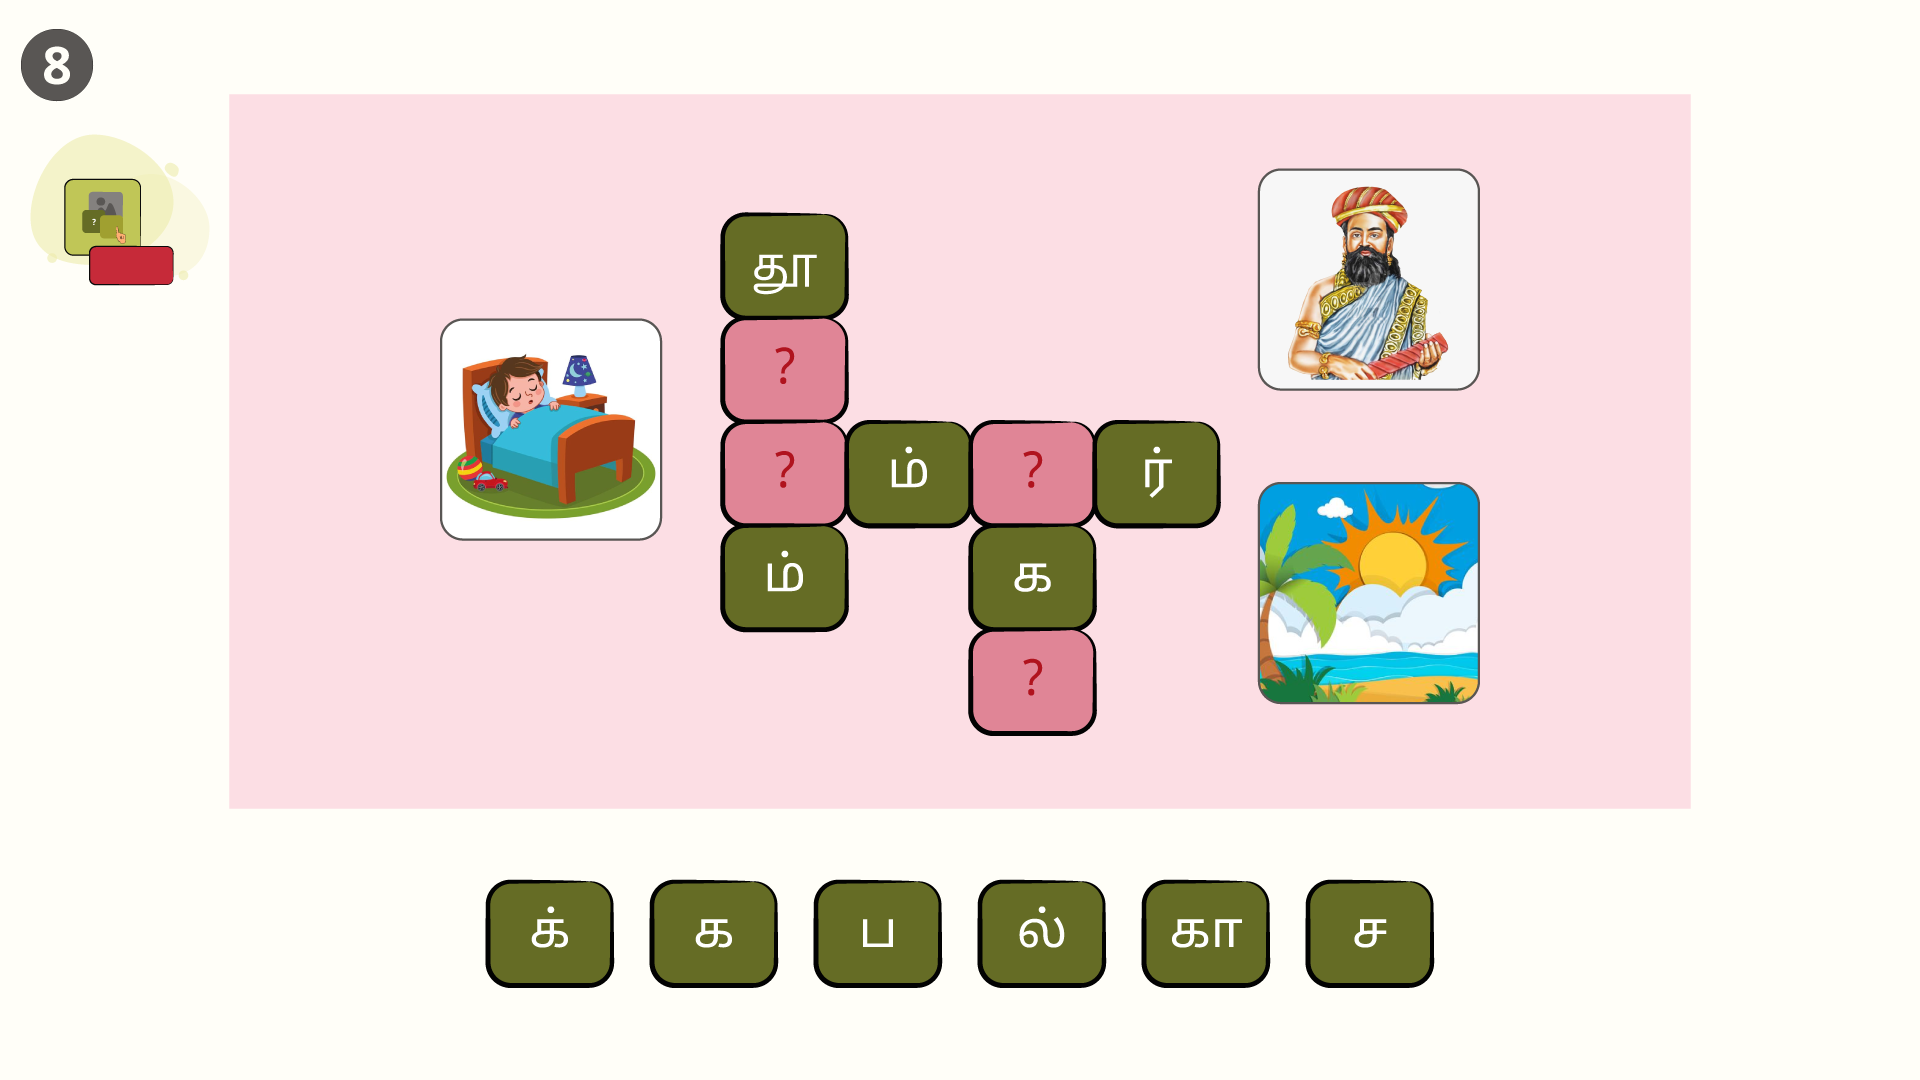 8
?
தூ
?
? ம் ? ர்
ம் க
?
க் க ப ல் கா ச